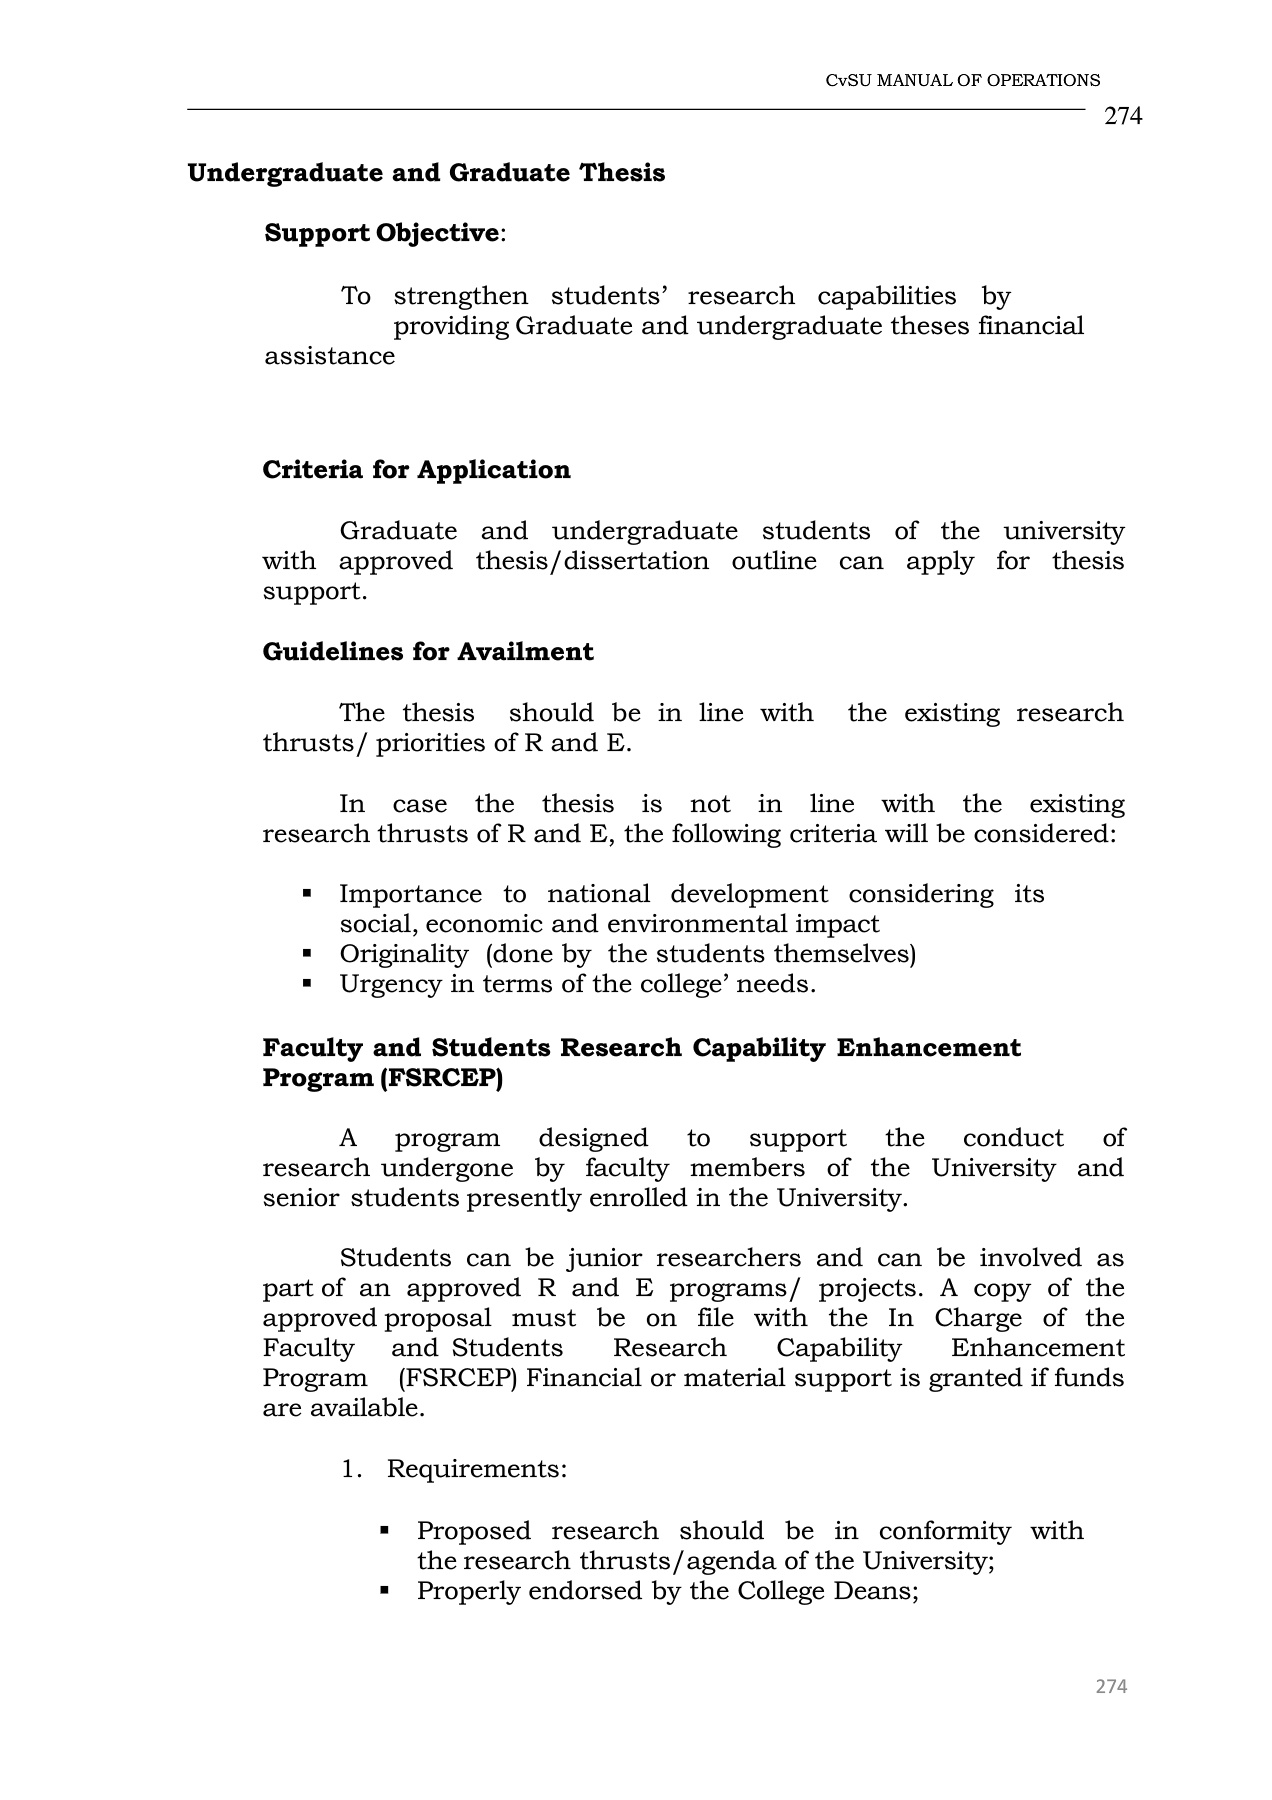 CvSU MANUAL OF OPERATIONS
274
Undergraduate and Graduate Thesis
Support Objective:
To strengthen students’ research capabilities by
providing Graduate and undergraduate theses financial
assistance
Criteria for Application
Graduate and undergraduate students of the university
with approved thesis/dissertation outline can apply for thesis
support.
Guidelines for Availment
The thesis should be in line with the existing research
thrusts/ priorities of R and E.
In case the thesis is not in line with the existing
research thrusts of R and E, the following criteria will be considered:
▪ Importance to national development considering its
social, economic and environmental impact
▪ Originality (done by the students themselves)
▪ Urgency in terms of the college’ needs.
Faculty and Students Research Capability Enhancement
Program (FSRCEP)
A program designed to support the conduct of
research undergone by faculty members of the University and
senior students presently enrolled in the University.
Students can be junior researchers and can be involved as
part of an approved R and E programs/ projects. A copy of the
approved proposal must be on file with the In Charge of the
Faculty and Students Research Capability Enhancement
Program (FSRCEP) Financial or material support is granted if funds
are available.
1. Requirements:
▪ Proposed research should be in conformity with
the research thrusts/agenda of the University;
▪ Properly endorsed by the College Deans;
274